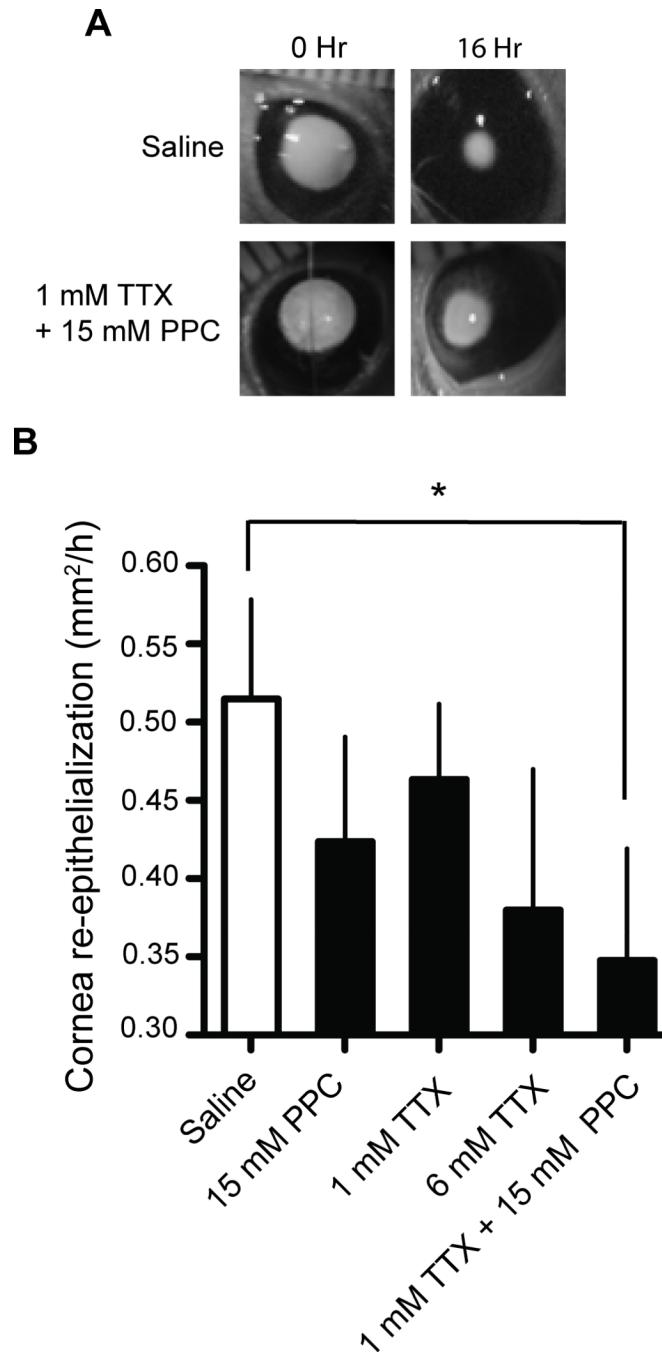 A
0 Hr 16 Hr
Saline
1 mM TTX
+ 15 mM PPC
B
*
Cornea re-epithelialization (mm²/h)
0.60
0.55
0.50
0.45
0.40
0.35
0.30
Saline
15 mM PPC
1 mM TTX
6 mM TTX
1 mM TTX + 15 mM PPC